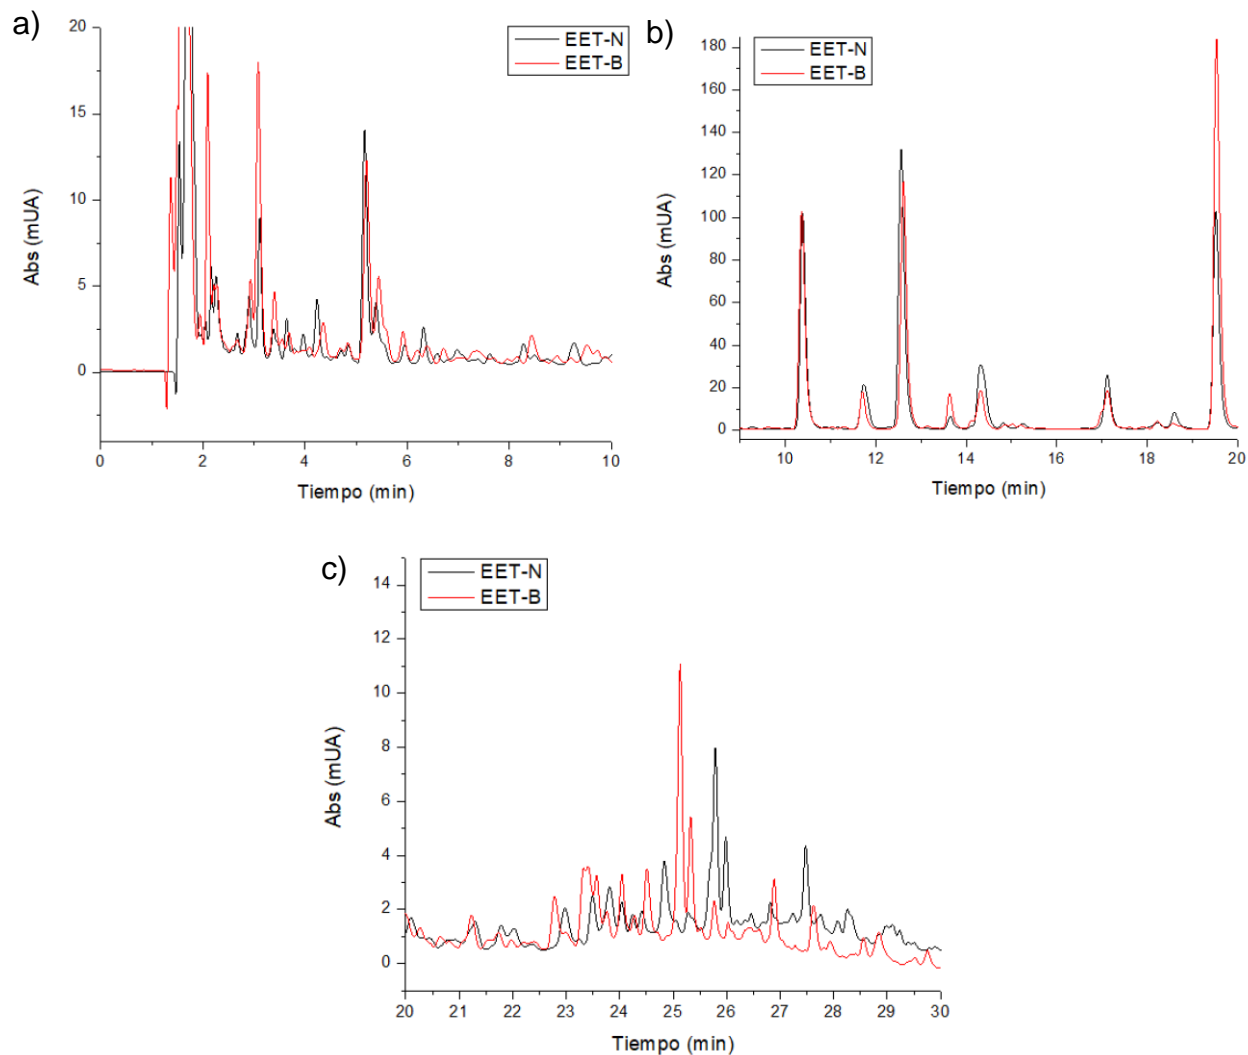 a)
EET-N
EET-B
20
15
10
5
0
Abs (mUA)
0 2 4 6 8 10
Tiempo (min)
b)
EET-N
EET-B
180
160
140
120
100
80
60
40
20
0
Abs (mUA)
10 12 14 16 18 20
Tiempo (min)
c)
EET-N
EET-B
14
12
10
8
6
4
2
0
Abs (mUA)
20 21 22 23 24 25 26 27 28 29 30
Tiempo (min)